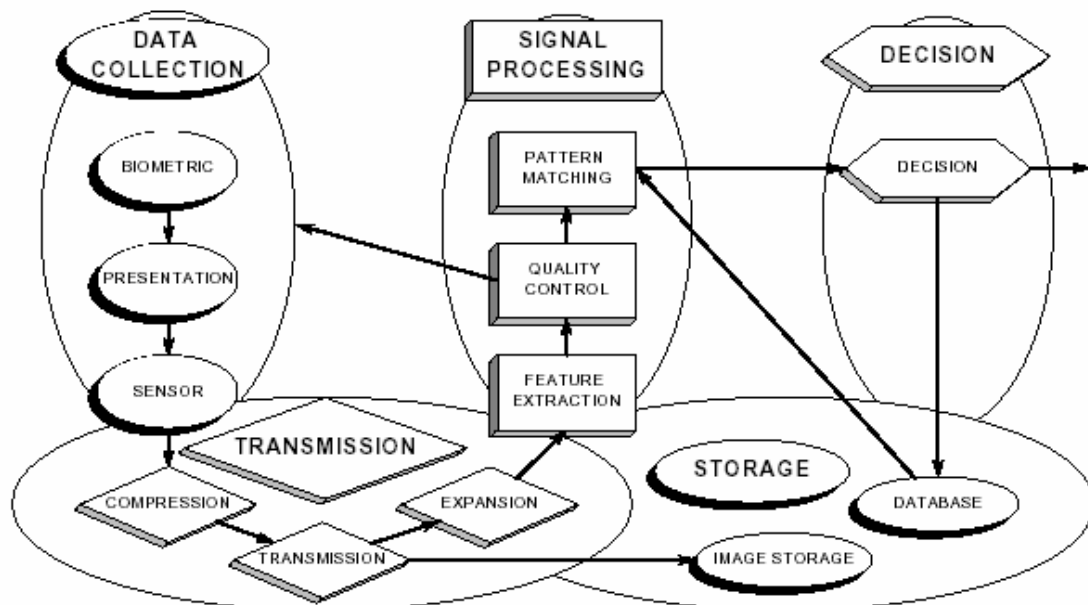 DATA
COLLECTION
SIGNAL
PROCESSING
DECISION
BIOMETRIC
PATTERN
MATCHING
DECISION
PRESENTATION
QUALITY
CONTROL
SENSOR
FEATURE
EXTRACTION
TRANSMISSION
STORAGE
COMPRESSION
EXPANSION
DATABASE
TRANSMISSION
IMAGE STORAGE